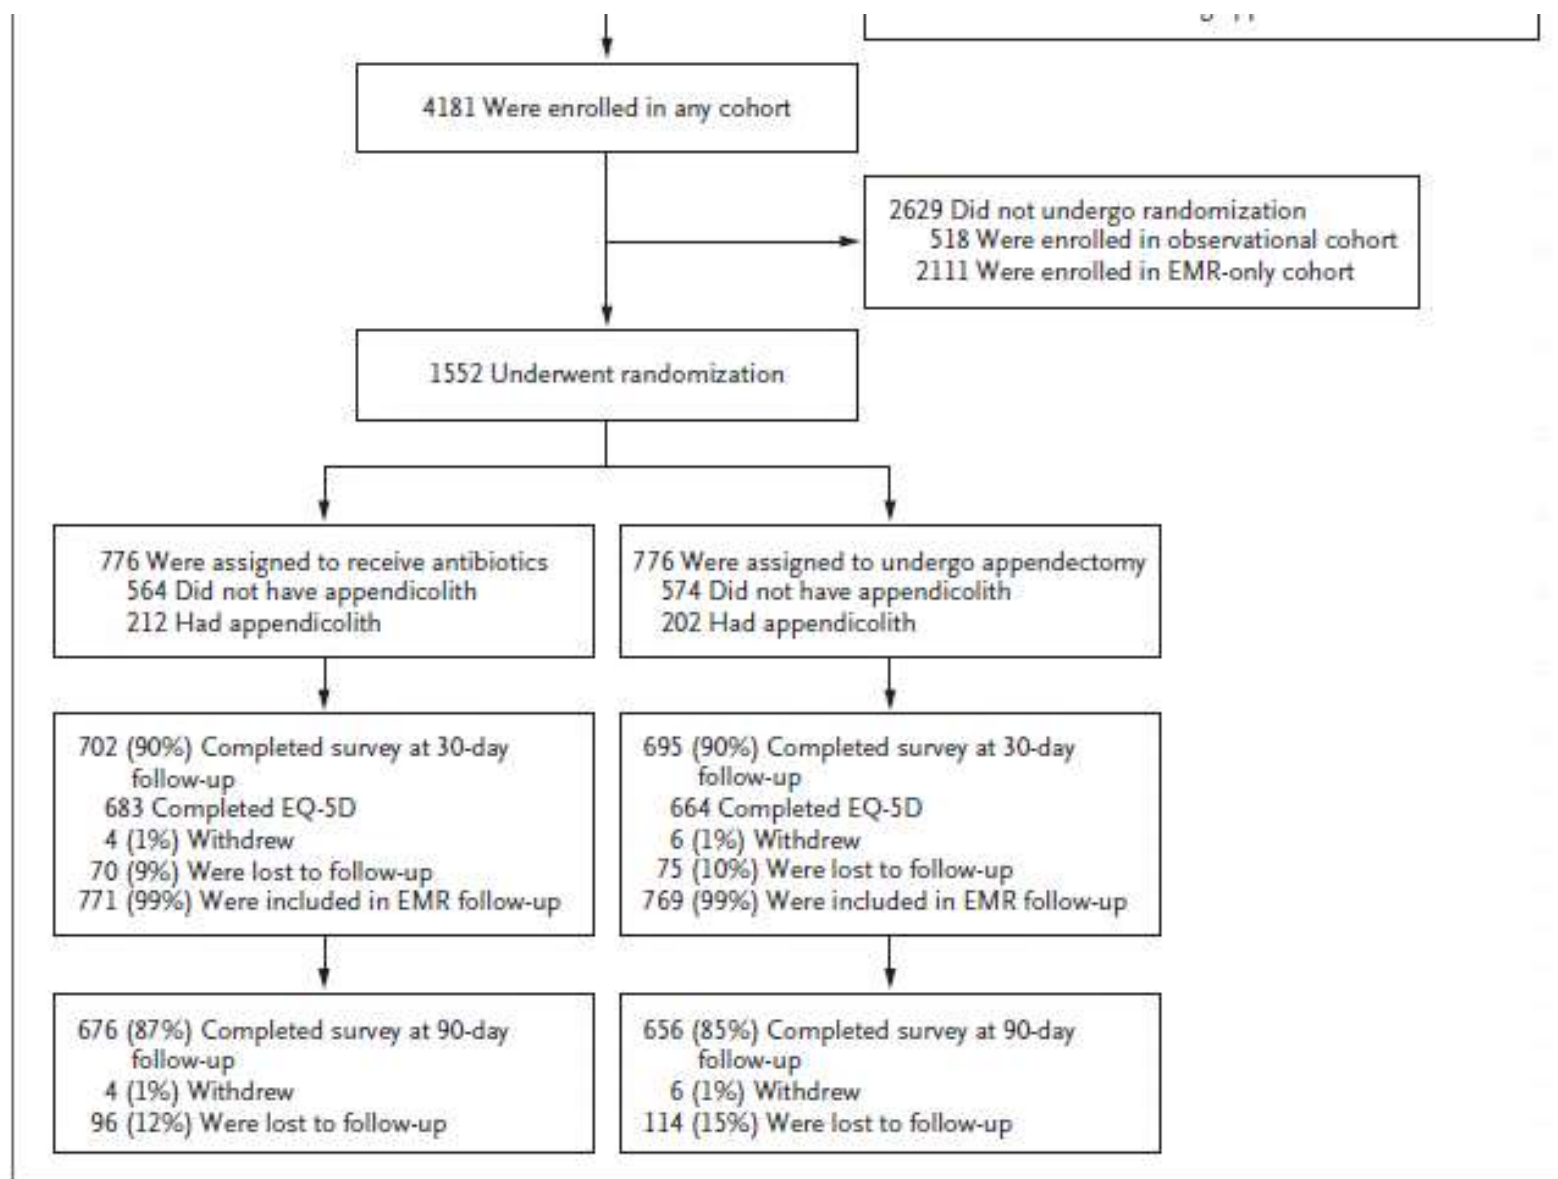 4181 Were enrolled in any cohort
2629 Did not undergo randomization
518 Were enrolled in observational cohort
2111 Were enrolled in EMR-only cohort
1552 Underwent randomization
776 Were assigned to receive antibiotics
564 Did not have appendicolith
212 Had appendicolith
776 Were assigned to undergo appendectomy
574 Did not have appendicolith
202 Had appendicolith
702 (90%) Completed survey at 30-day
follow-up
683 Completed EQ-5D
4 (1%) Withdrew
70 (9%) Were lost to follow-up
771 (99%) Were included in EMR follow-up
695 (90%) Completed survey at 30-day
follow-up
664 Completed EQ-5D
6 (1%) Withdrew
75 (10%) Were lost to follow-up
769 (99%) Were included in EMR follow-up
676 (87%) Completed survey at 90-day
follow-up
4 (1%) Withdrew
96 (12%) Were lost to follow-up
656 (85%) Completed survey at 90-day
follow-up
6 (1%) Withdrew
114 (15%) Were lost to follow-up